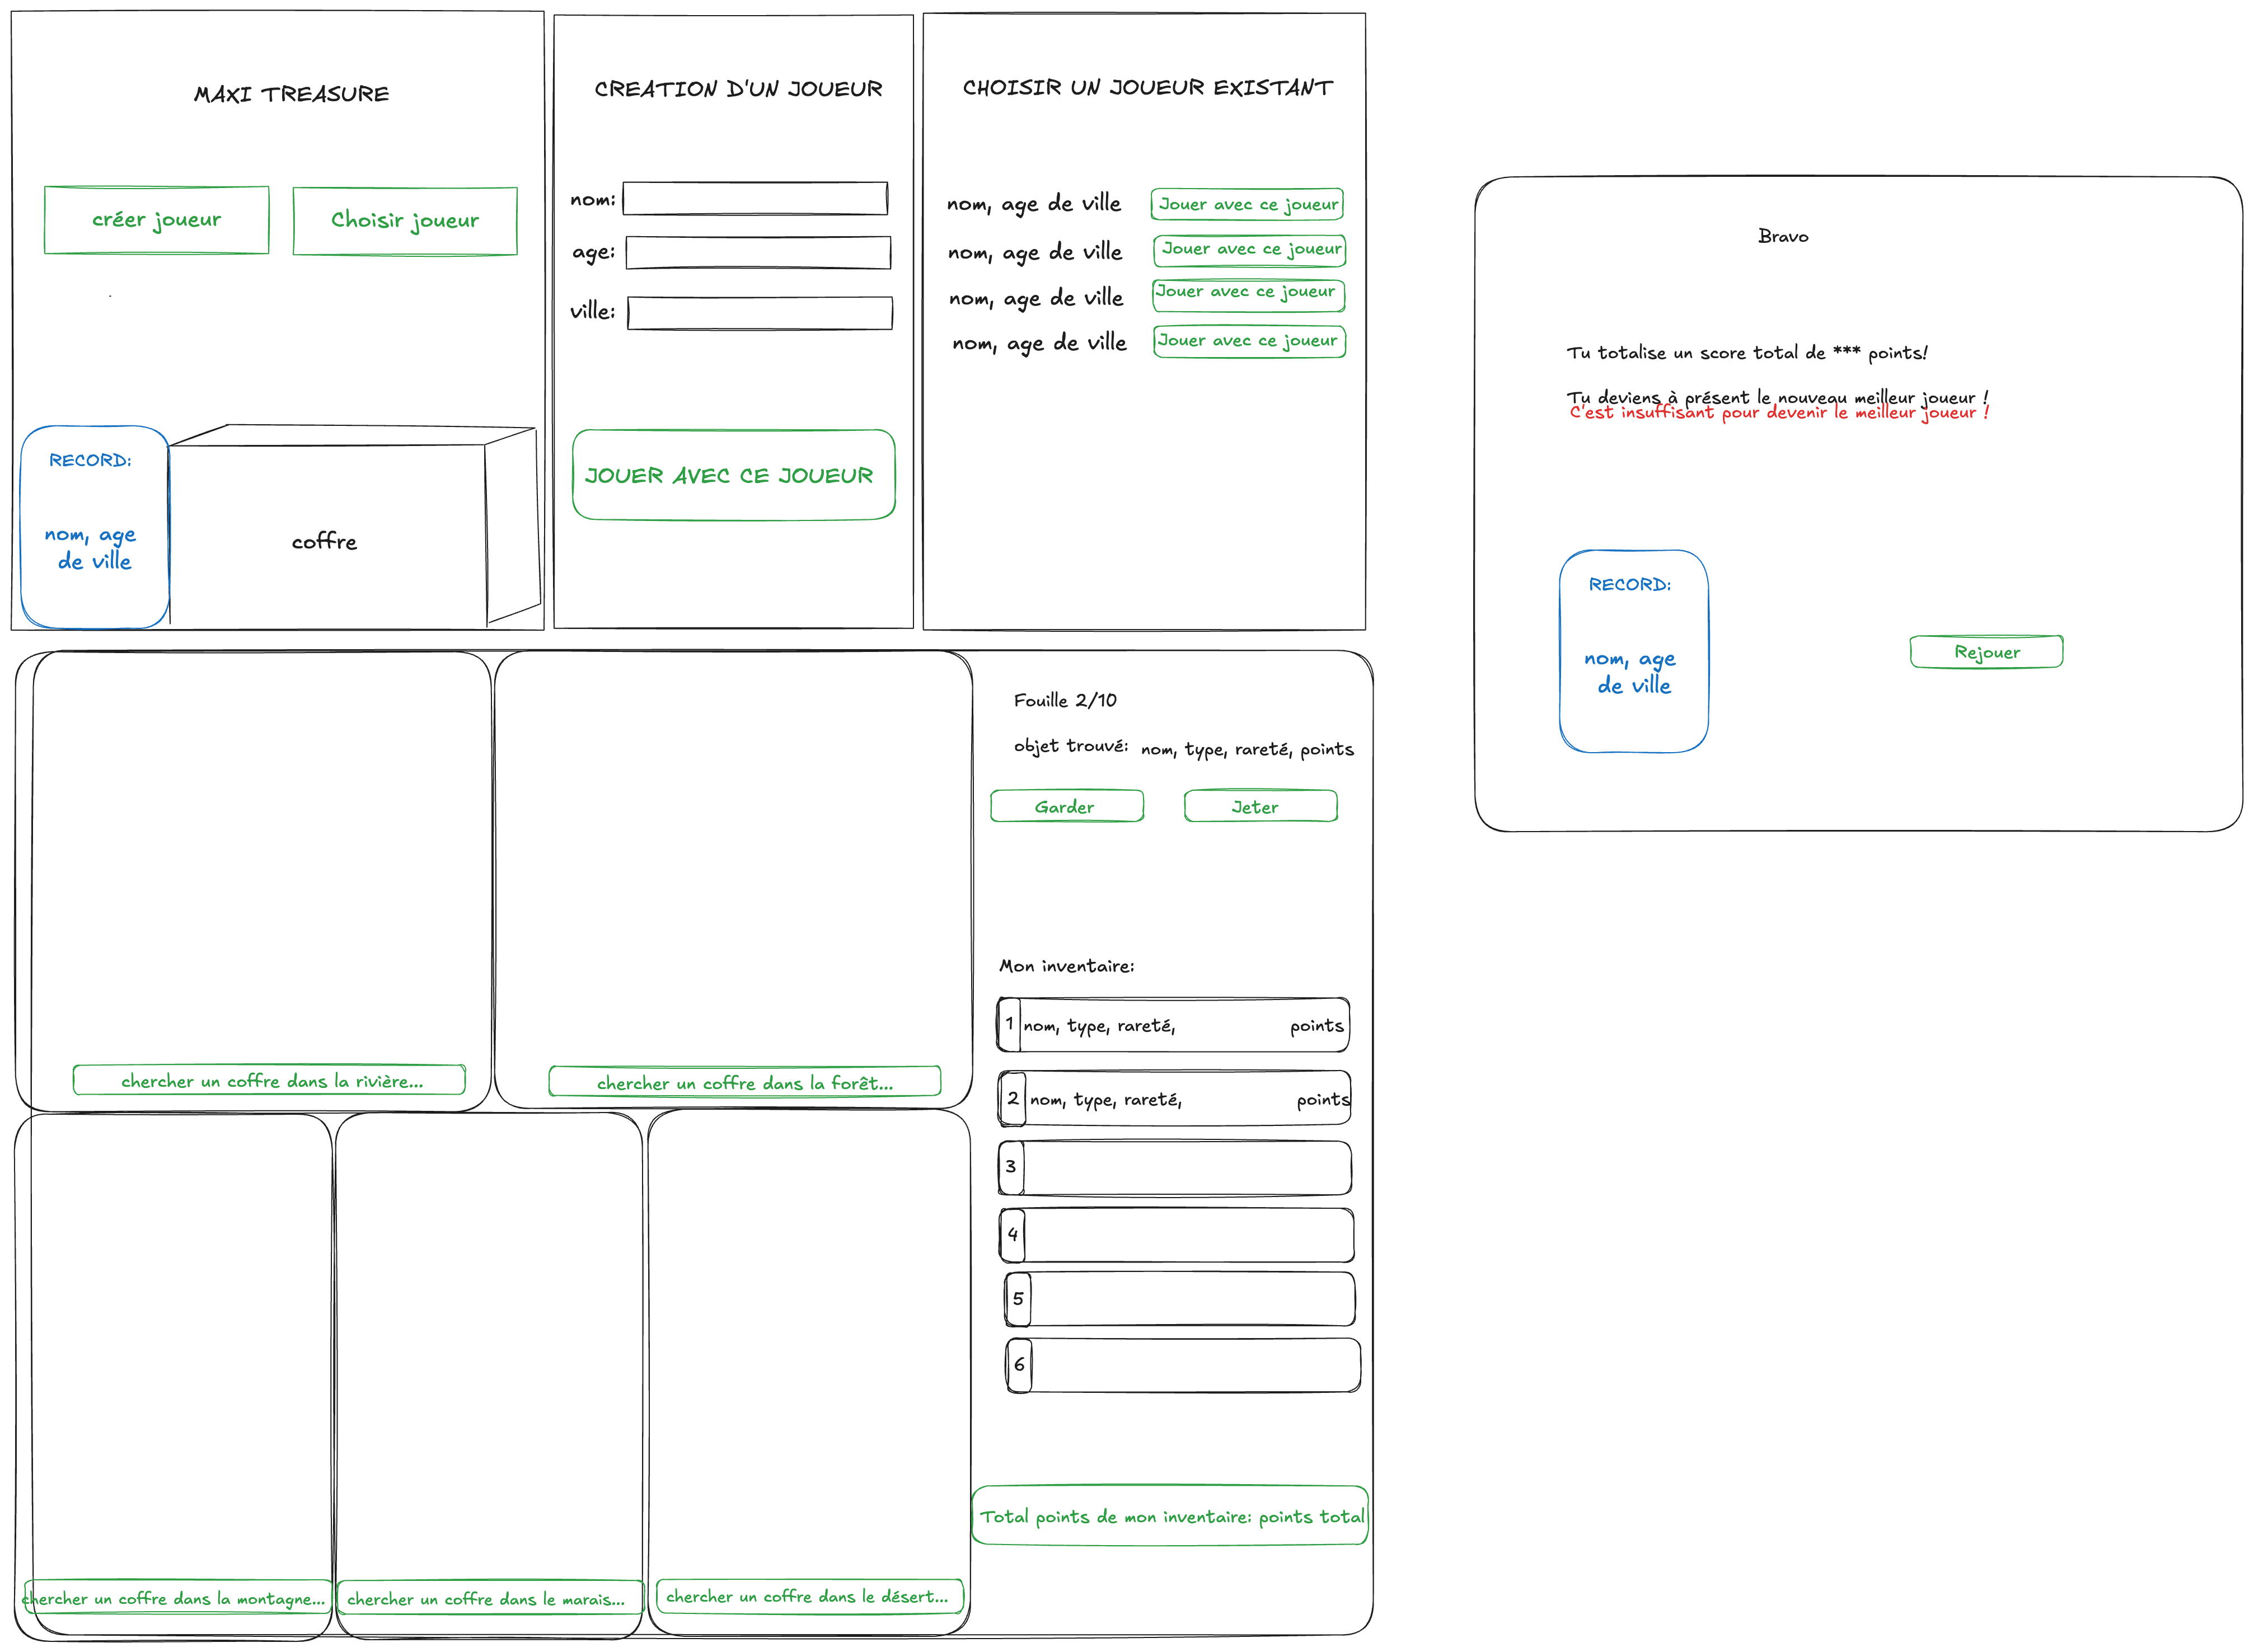 MAXI TREASURE
créer joueur
Choisir joueur
RECORD:
nom, age
de ville
coffre
CREATION D'UN JOUEUR
nom:
age:
ville:
JOUER AVEC CE JOUEUR
CHOISIR UN JOUEUR EXISTANT
nom, age de ville
Jouer avec ce joueur
nom, age de ville
Jouer avec ce joueur
nom, age de ville
Jouer avec ce joueur
nom, age de ville
Jouer avec ce joueur
Bravo
Tu totalise un score total de *** points!
Tu deviens à présent le nouveau meilleur joueur !
C'est insuffisant pour devenir le meilleur joueur !
RECORD:
nom, age
de ville
Rejouer
chercher un coffre dans la rivière...
chercher un coffre dans la forêt...
chercher un coffre dans la montagne...
chercher un coffre dans le marais...
chercher un coffre dans le désert...
Fouille 2/10
objet trouvé: nom, type, rareté, points
Garder
Jeter
Mon inventaire:
1 nom, type, rareté, points
2 nom, type, rareté, points
3
4
5
6
Total points de mon inventaire: points total